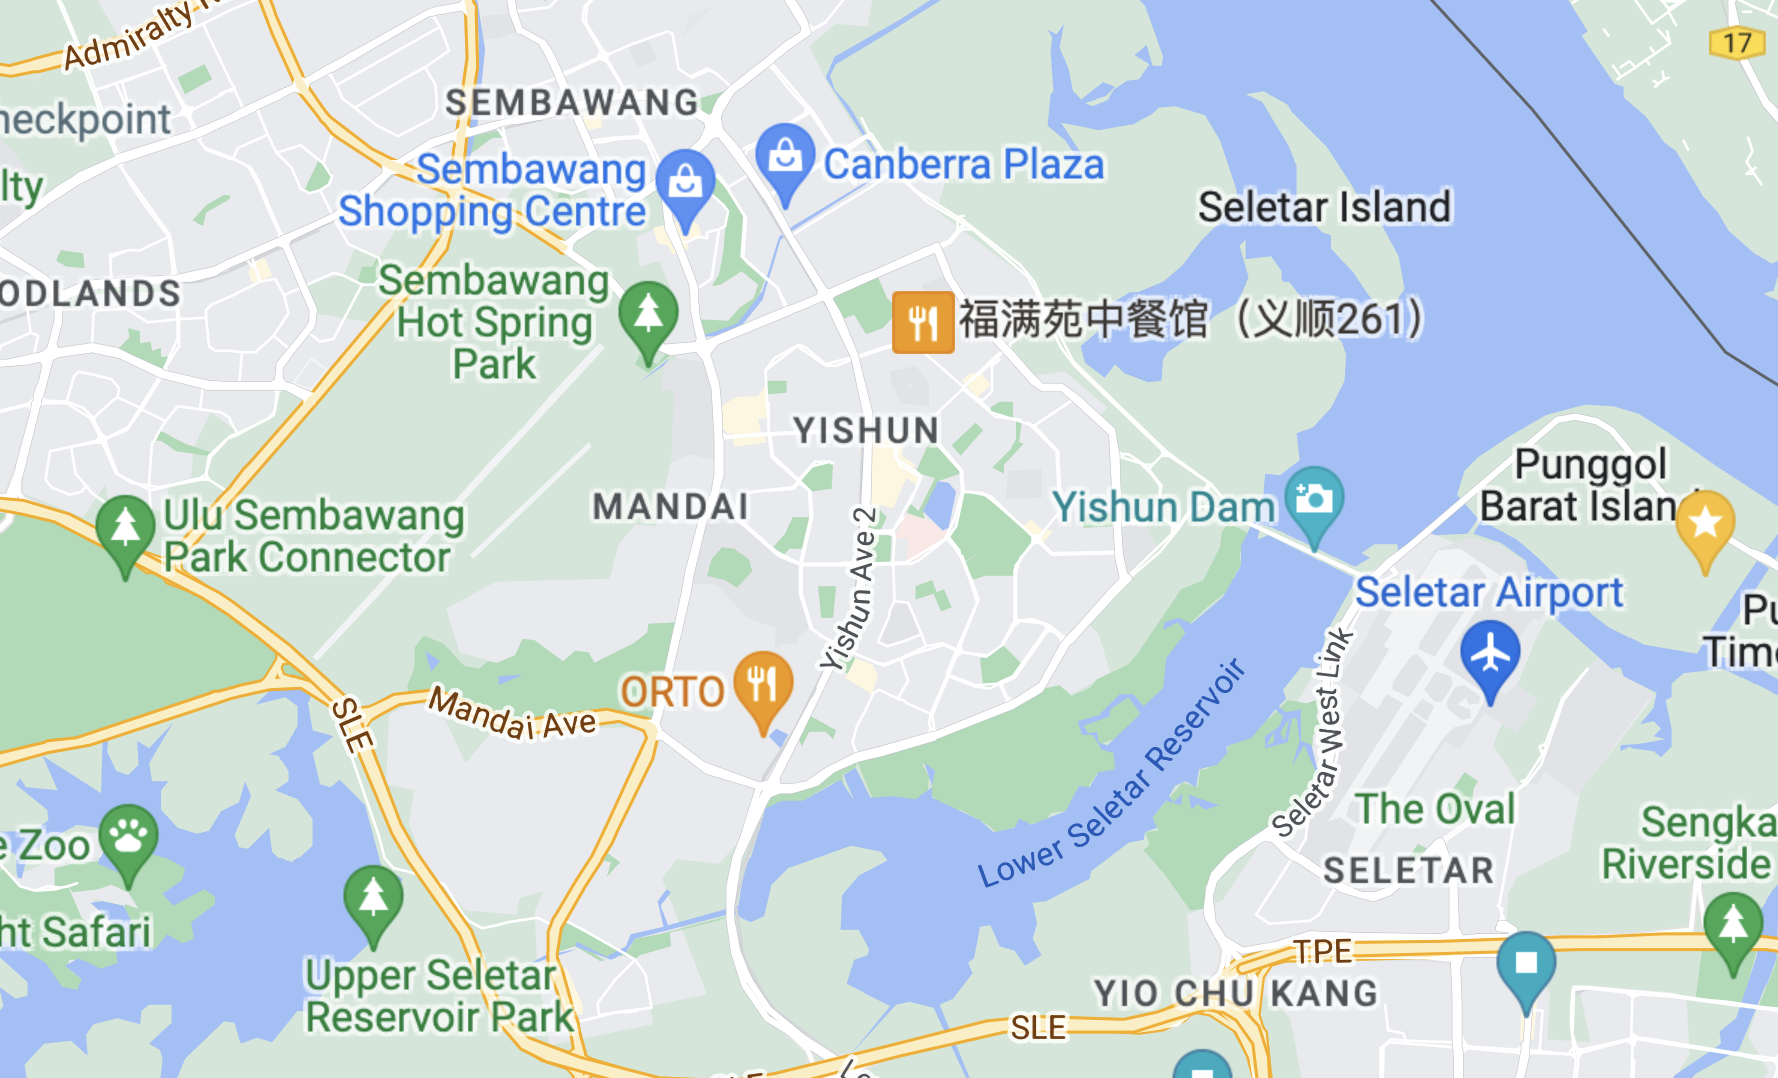 Admiralty R
17
SEMBAWANG
heckpoint
Sembawang
Shopping Centre
Canberra Plaza
lty
Seletar Island
Sembawang
Hot Spring
Park
ODLANDS
福满苑中餐馆（义顺261）
YISHUN
Punggol
Barat Islan
MANDAI
Yishun Dam
Ulu Sembawang
Park Connector
Yishun Ave 2
Seletar Airport
Pu
Time
ORTO
Mandai Ave
SLE
Seletar West Link
Lower Seletar Reservoir
The Oval
SELETAR
Sengka
Riverside
e Zoo
ht Safari
TPE
Upper Seletar
Reservoir Park
YIO CHU KANG
SLE